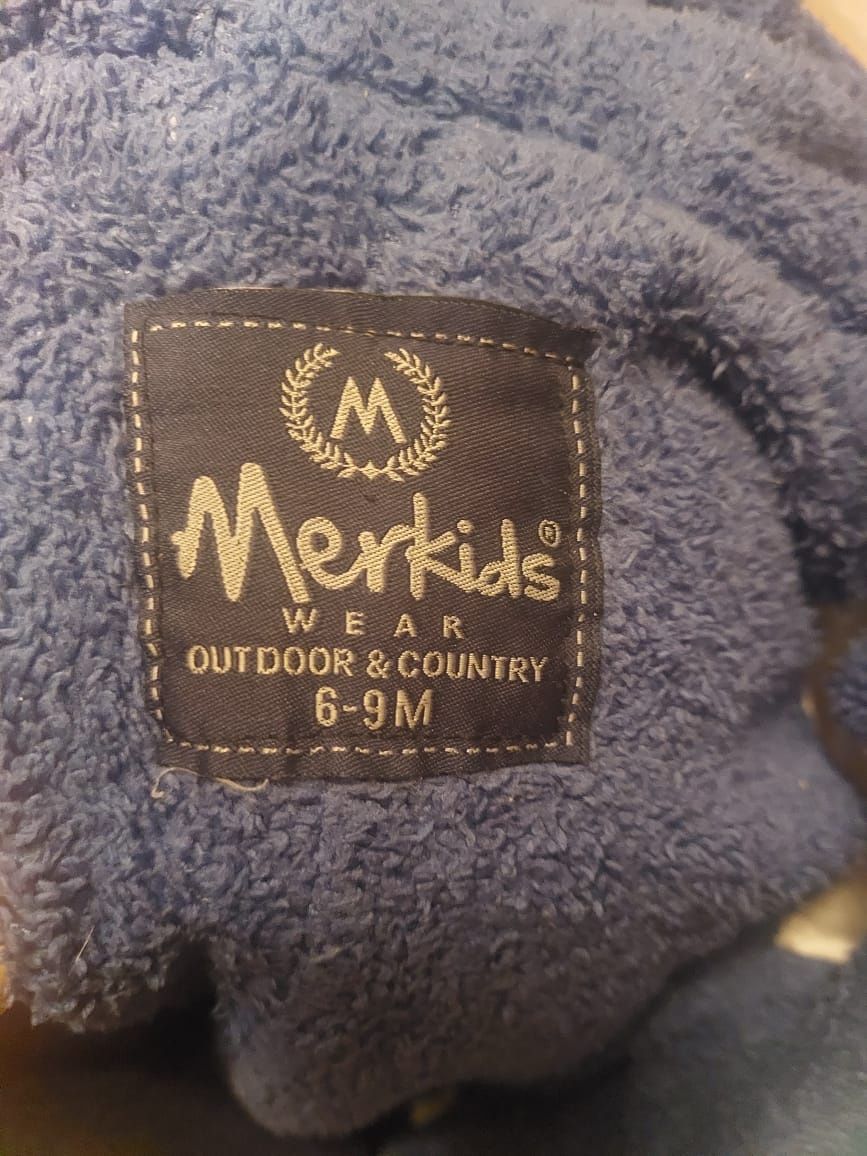 M
Merkids®
WEAR
OUTDOOR & COUNTRY
6-9M